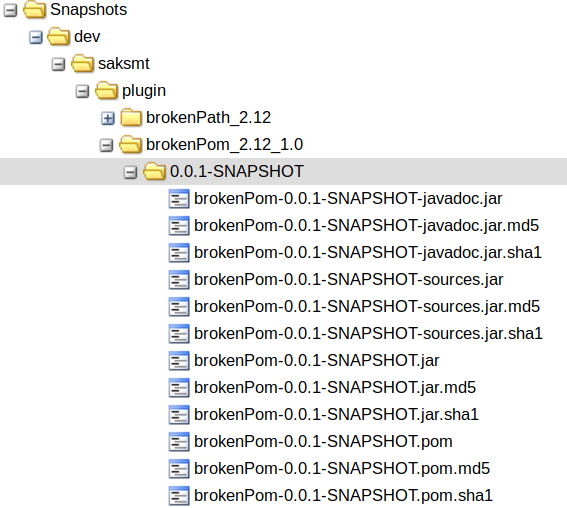 Snapshots
dev
saksmt
plugin
brokenPath_2.12
brokenPom_2.12_1.0
0.0.1-SNAPSHOT
brokenPom-0.0.1-SNAPSHOT-javadoc.jar
brokenPom-0.0.1-SNAPSHOT-javadoc.jar.md5
brokenPom-0.0.1-SNAPSHOT-javadoc.jar.sha1
brokenPom-0.0.1-SNAPSHOT-sources.jar
brokenPom-0.0.1-SNAPSHOT-sources.jar.md5
brokenPom-0.0.1-SNAPSHOT-sources.jar.sha1
brokenPom-0.0.1-SNAPSHOT.jar
brokenPom-0.0.1-SNAPSHOT.jar.md5
brokenPom-0.0.1-SNAPSHOT.jar.sha1
brokenPom-0.0.1-SNAPSHOT.pom
brokenPom-0.0.1-SNAPSHOT.pom.md5
brokenPom-0.0.1-SNAPSHOT.pom.sha1